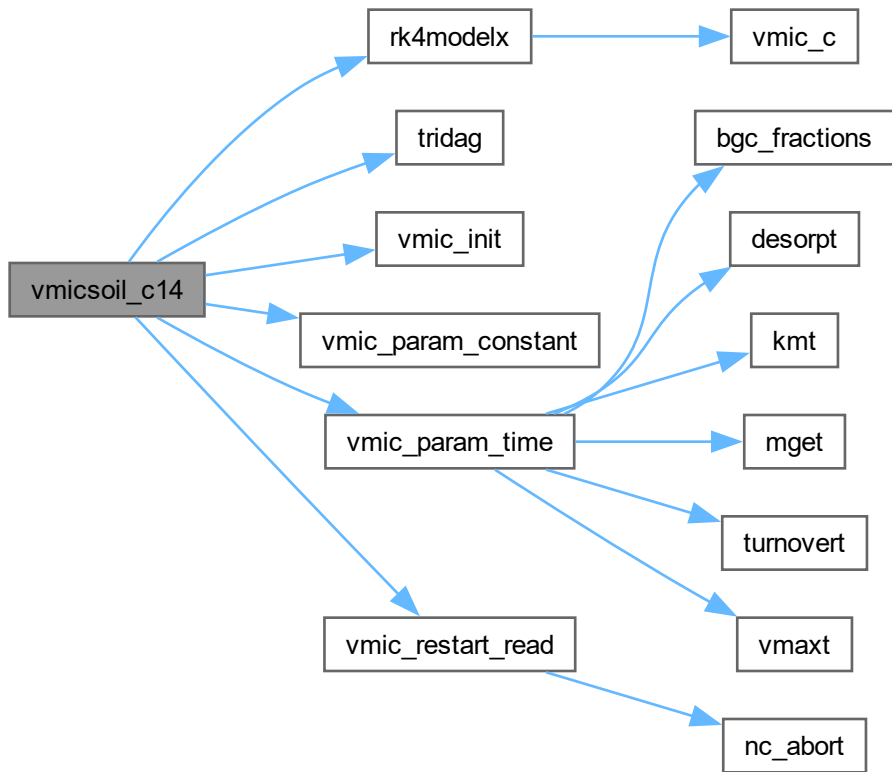 rk4modelx
vmic_c
tridag
bgc_fractions
vmic_init
desorpt
vmicsoil_c14
vmic_param_constant
kmt
vmic_param_time
mget
turnovert
vmic_restart_read
vmaxt
nc_abort